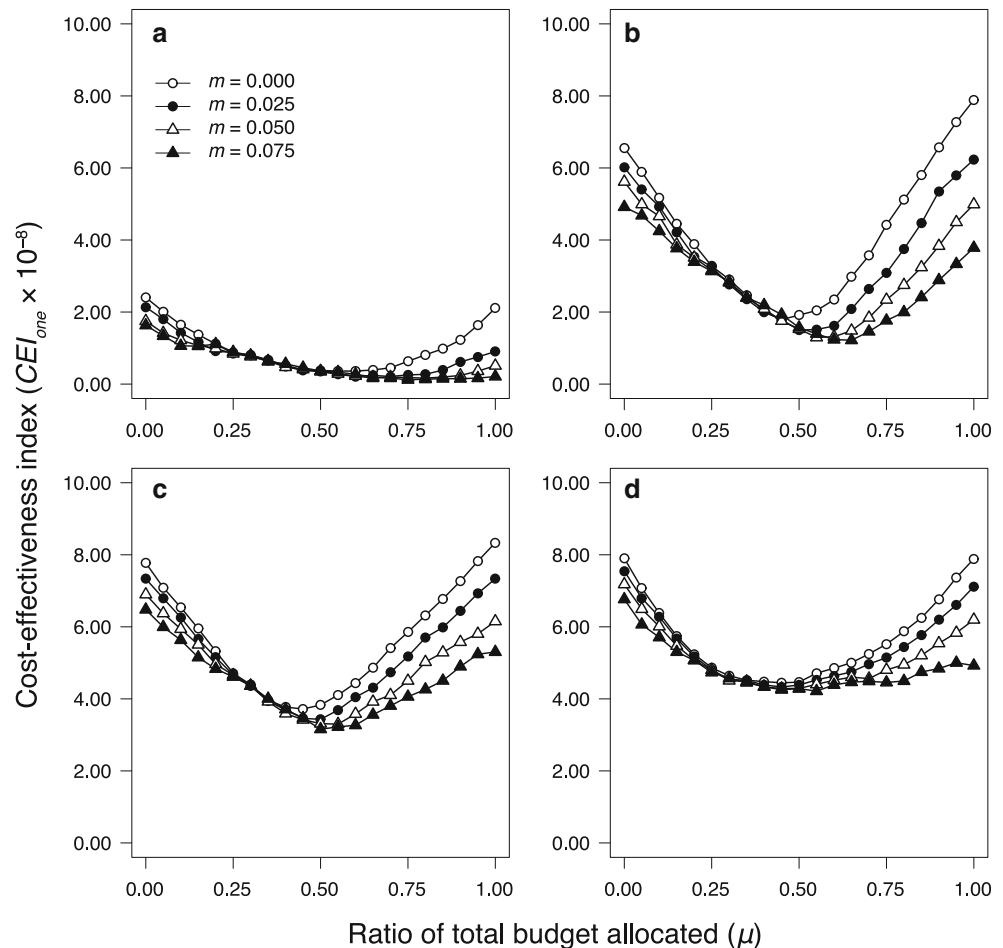 a
b
m = 0.000
m = 0.025
m = 0.050
m = 0.075
10.00
8.00
6.00
4.00
2.00
0.00
0.00 0.25 0.50 0.75 1.00
10.00
8.00
6.00
4.00
2.00
0.00
0.00 0.25 0.50 0.75 1.00
c
d
10.00
8.00
6.00
4.00
2.00
0.00
0.00 0.25 0.50 0.75 1.00
10.00
8.00
6.00
4.00
2.00
0.00
0.00 0.25 0.50 0.75 1.00
Cost-effectiveness index (CEI_one × 10⁻⁸)
Ratio of total budget allocated (μ)